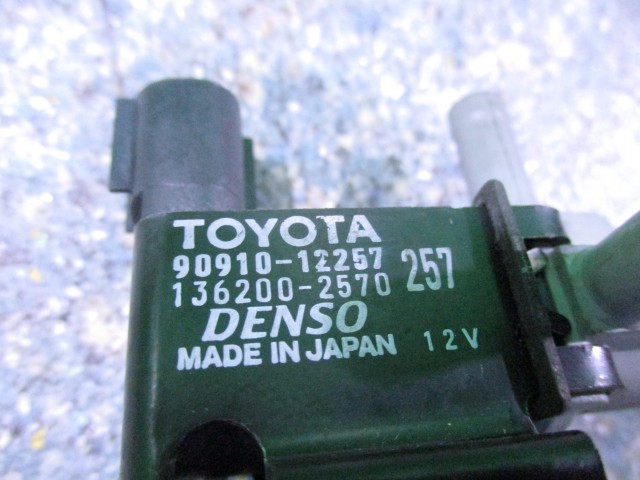 TOYOTA
90910-12257
136200-2570 257
DENSO
MADE IN JAPAN 12V